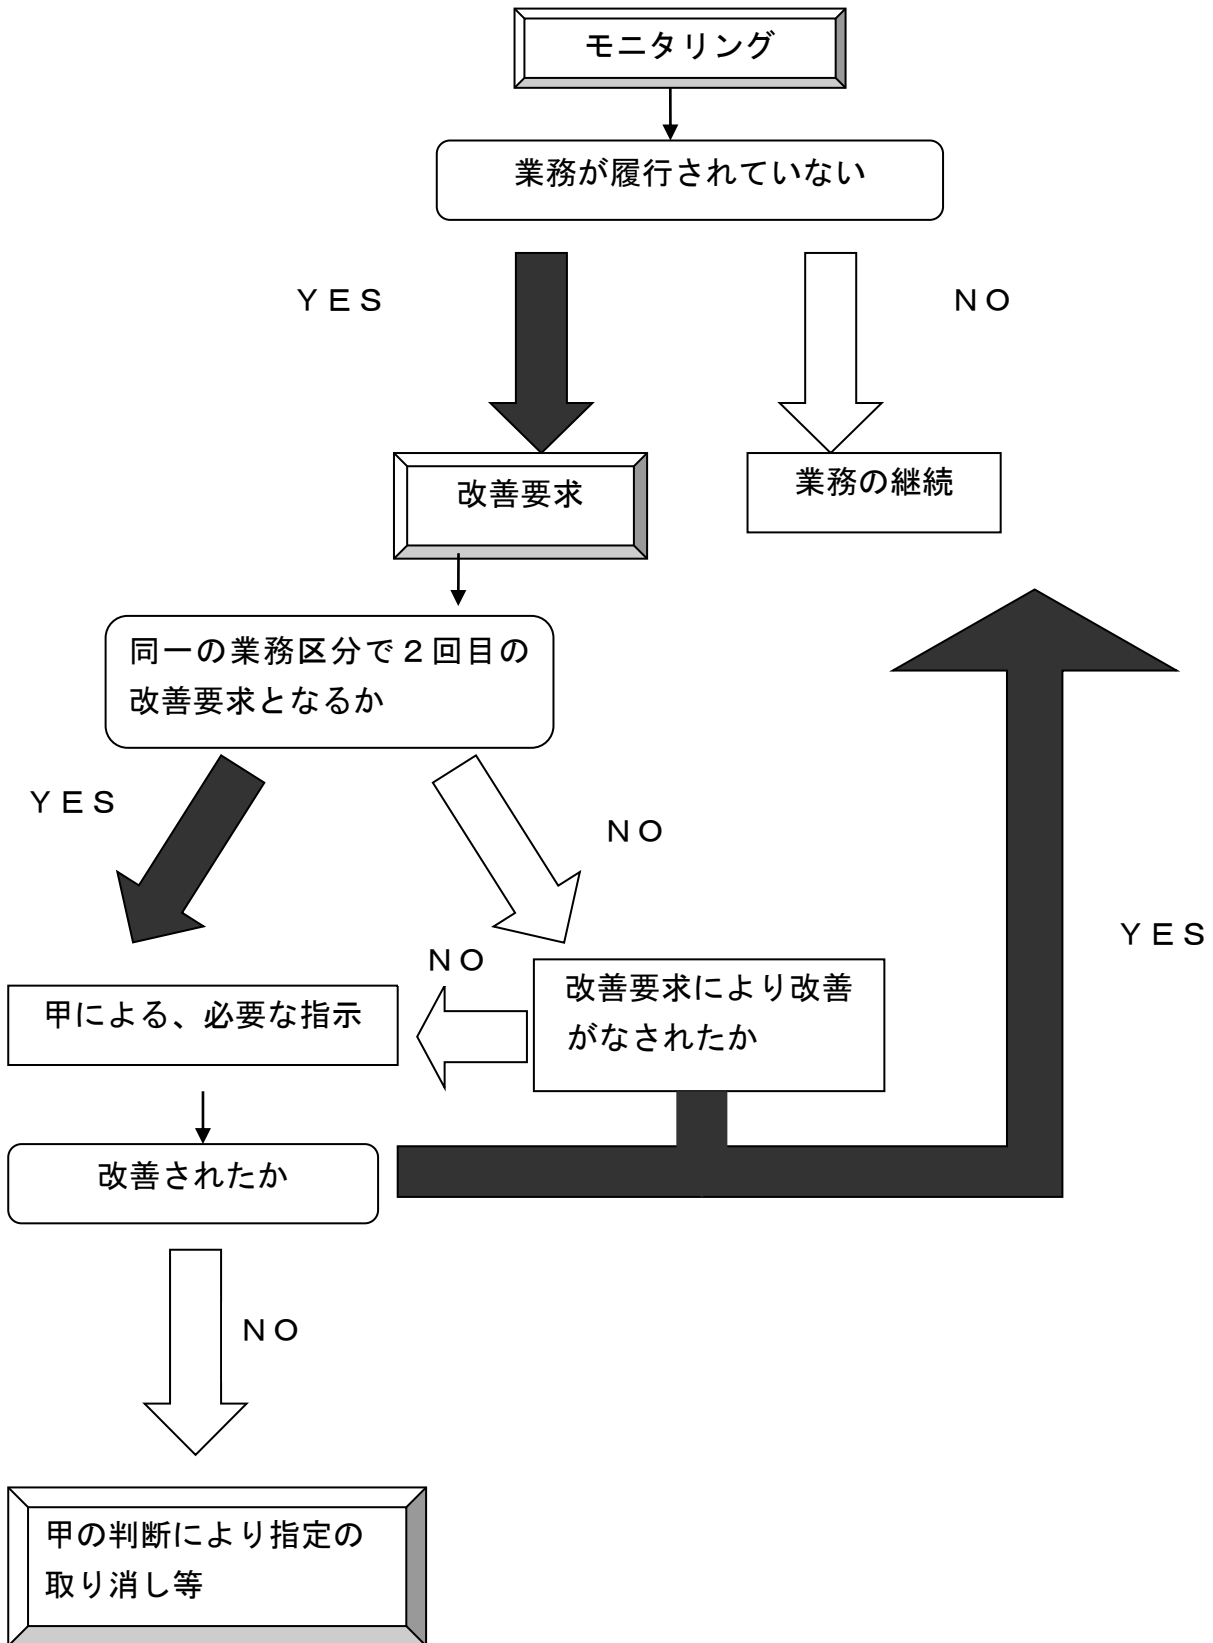 モニタリング
業務が履行されていない
ＹＥＳ
ＮＯ
改善要求
業務の継続
同一の業務区分で２回目の
改善要求となるか
ＹＥＳ
ＮＯ
ＹＥＳ
ＮＯ
改善要求により改善
がなされたか
甲による、必要な指示
改善されたか
ＮＯ
甲の判断により指定の
取り消し等